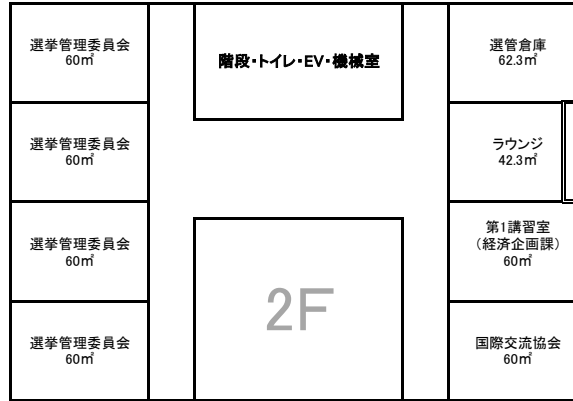 選挙管理委員会
60㎡
階段・トイレ・EV・機械室
選管倉庫
62.3㎡
選挙管理委員会
60㎡
ラウンジ
42.3㎡
選挙管理委員会
60㎡
第1講習室
（経済企画課）
60㎡
2F
選挙管理委員会
60㎡
国際交流協会
60㎡